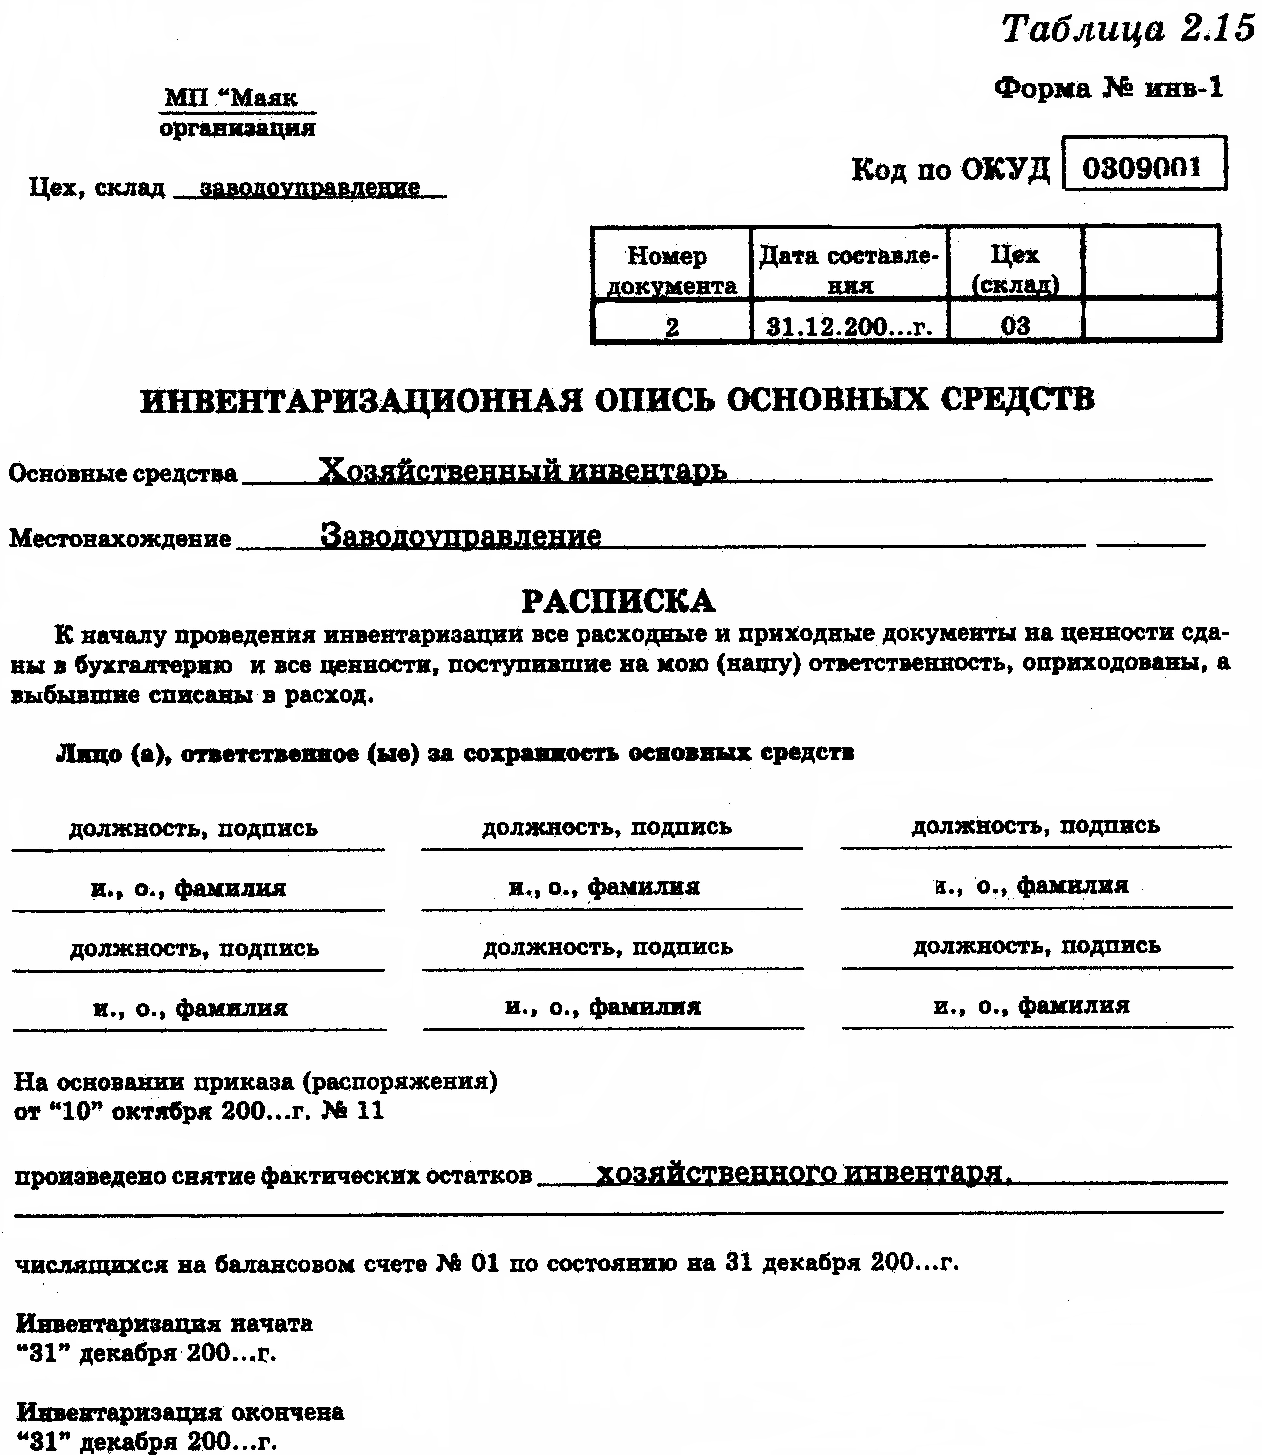 Таблица 2.15
Форма № инв-1
МП “Маяк
организация
Код по ОКУД 0309001
Цех, склад заводоуправление
Номер документа Дата составле-ния Цех (склад)
2 31.12.200...г. 03
ИНВЕНТАРИЗАЦИОННАЯ ОПИСЬ ОСНОВНЫХ СРЕДСТВ
Основные средства Хозяйственный инвентарь
Местонахождение Заводоуправление
РАСПИСКА
К началу проведения инвентаризации все расходные и приходные документы на ценности сда-
ны в бухгалтерию и все ценности, поступившие на мою (нашу) ответственность, оприходованы, а
выбывшие списаны в расход.
Лицо (а), ответственное (ые) за сохранность основных средств
должность, подпись должность, подпись должность, подпись
и., о., фамилия и., о., фамилия и., о., фамилия
должность, подпись должность, подпись должность, подпись
и., о., фамилия и., о., фамилия и., о., фамилия
На основании приказа (распоряжения)
от “10” октября 200...г. № 11
произведено снятие фактических остатков хозяйственного инвентаря,
числящихся на балансовом счете № 01 по состоянию на 31 декабря 200...г.
Инвентаризация начата
“31” декабря 200...г.
Инвентаризация окончена
“31” декабря 200...г.